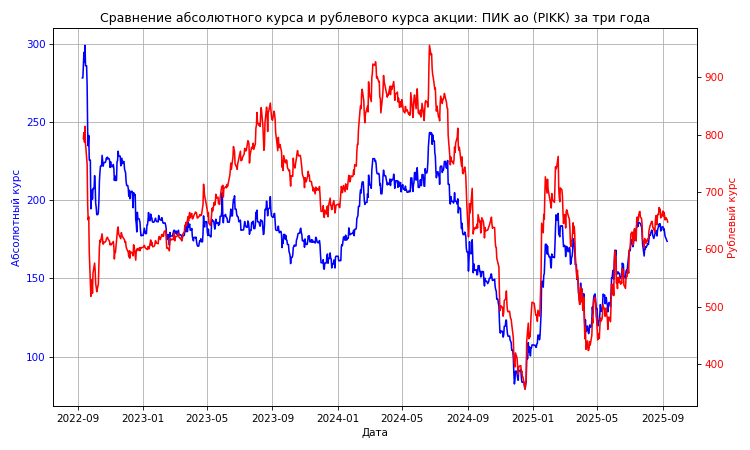 Сравнение абсолютного курса и рублевого курса акции: ПИК ао (PIKK) за три года
300
250
200
150
100
Абсолютный курс
900
800
700
600
500
400
Рублевый курс
2022-09 2023-01 2023-05 2023-09 2024-01 2024-05 2024-09 2025-01 2025-05 2025-09
Дата